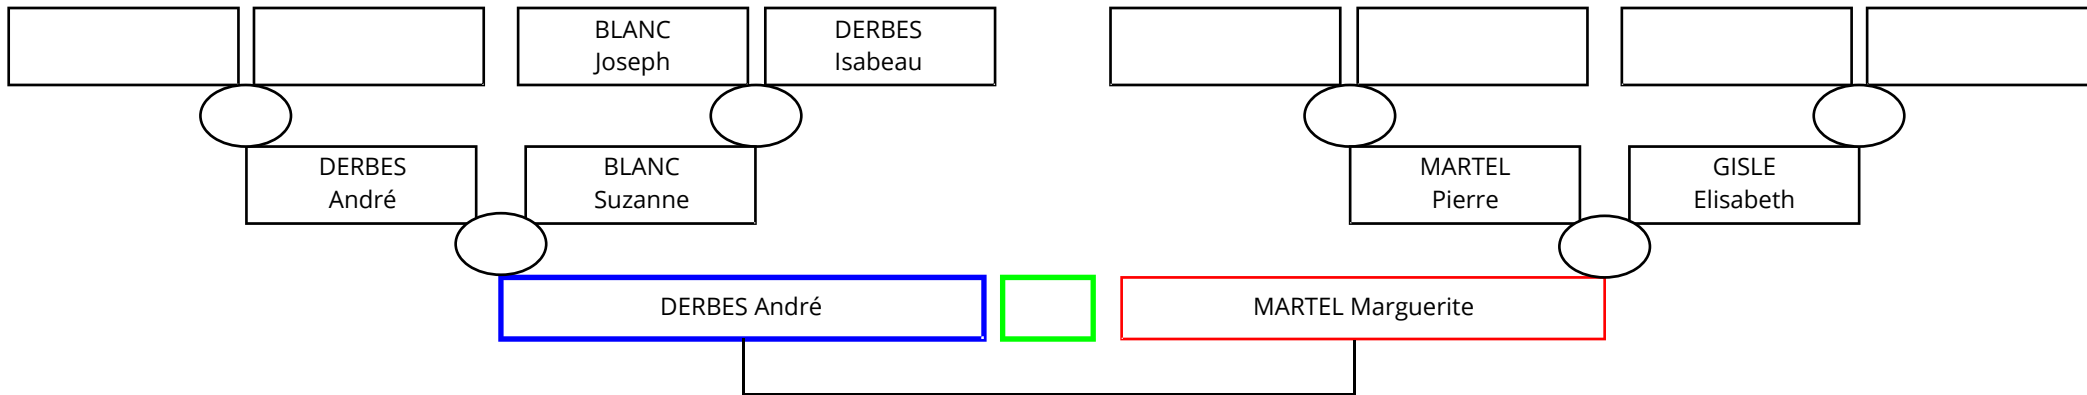 BLANC
Joseph
DERBES
Isabeau
DERBES
André
BLANC
Suzanne
MARTEL
Pierre
GISLE
Elisabeth
DERBES André
MARTEL Marguerite